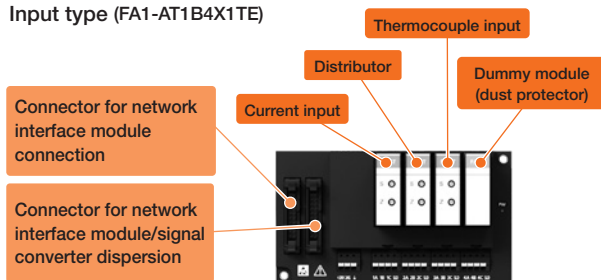 Input type (FA1-AT1B4X1TE)
Thermocouple input
Distributor
Dummy module
(dust protector)
Current input
Connector for network
interface module
connection
Connector for network
interface module/signal
converter dispersion
S
Z
S
Z
S
Z